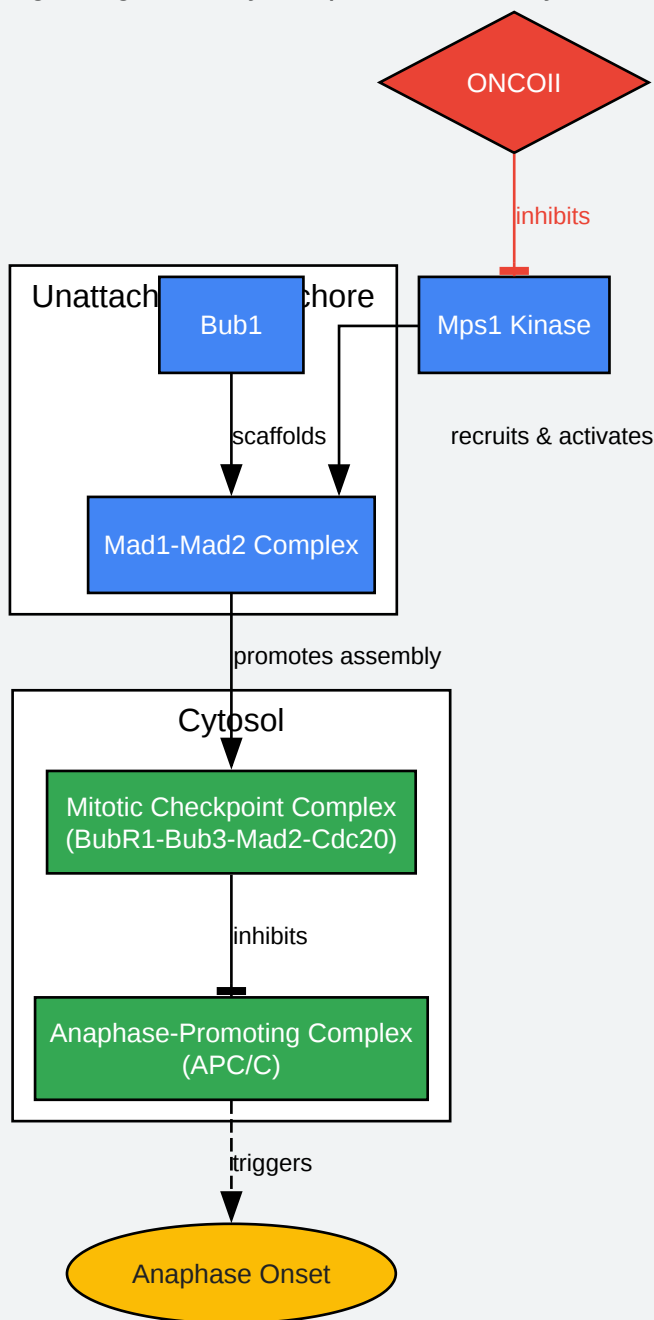 ONCOII
inhibits
Unattach chore
Bub1
Mps1 Kinase
scaffolds
recruits & activates
Mad1-Mad2 Complex
promotes assembly
Cytosol
Mitotic Checkpoint Complex
(BubR1-Bub3-Mad2-Cdc20)
inhibits
Anaphase-Promoting Complex
(APC/C)
triggers
Anaphase Onset